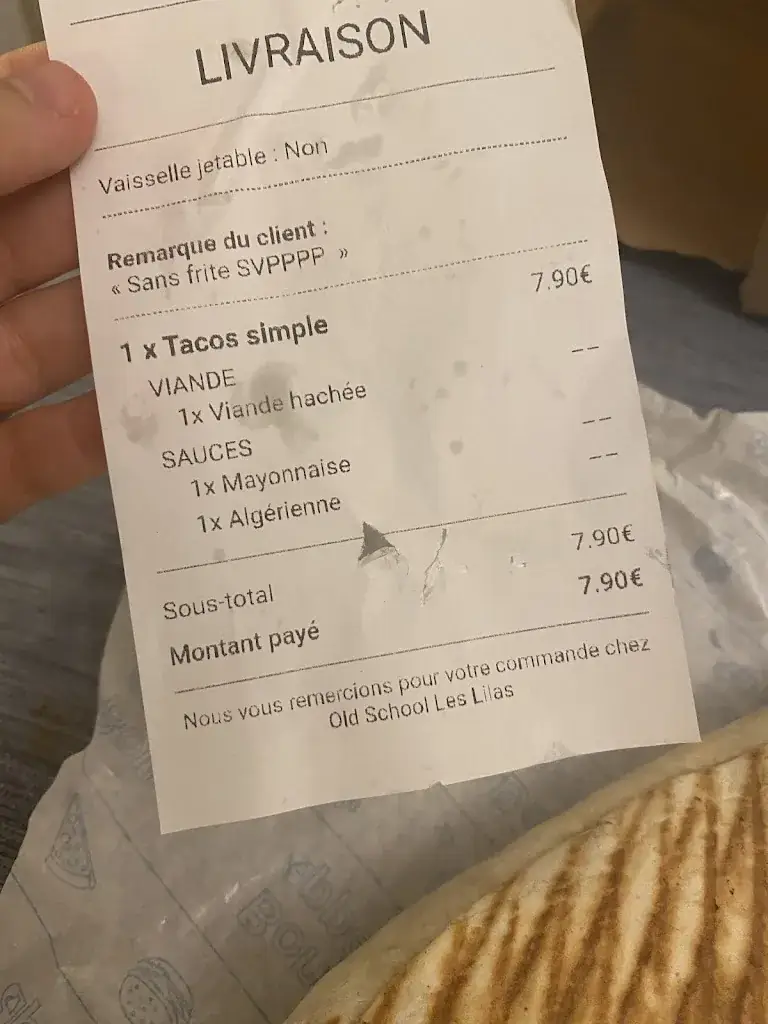 LIVRAISON
Vaisselle jetable : Non
Remarque du client :
« Sans frite SVPPPP »
1 x Tacos simple 7.90€
VIANDE --
1x Viande hachée
SAUCES --
1x Mayonnaise --
1x Algérienne
Sous-total 7.90€
Montant payé 7.90€
Nous vous remercions pour votre commande chez
Old School Les Lilas